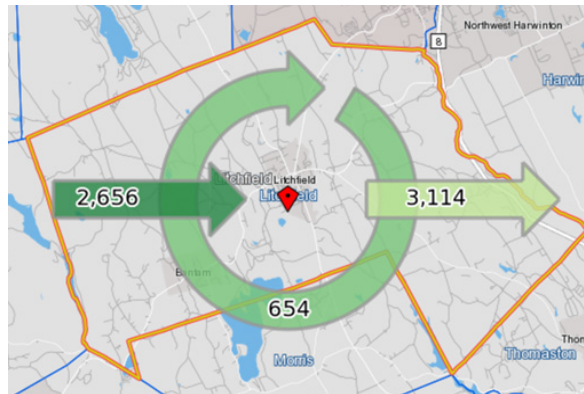 Northwest Harwinton
8
Harwin
Litchfield
Litchfield
Litchfield
2,656
3,114
Bantam
654
Morris
Thom
Thomaston